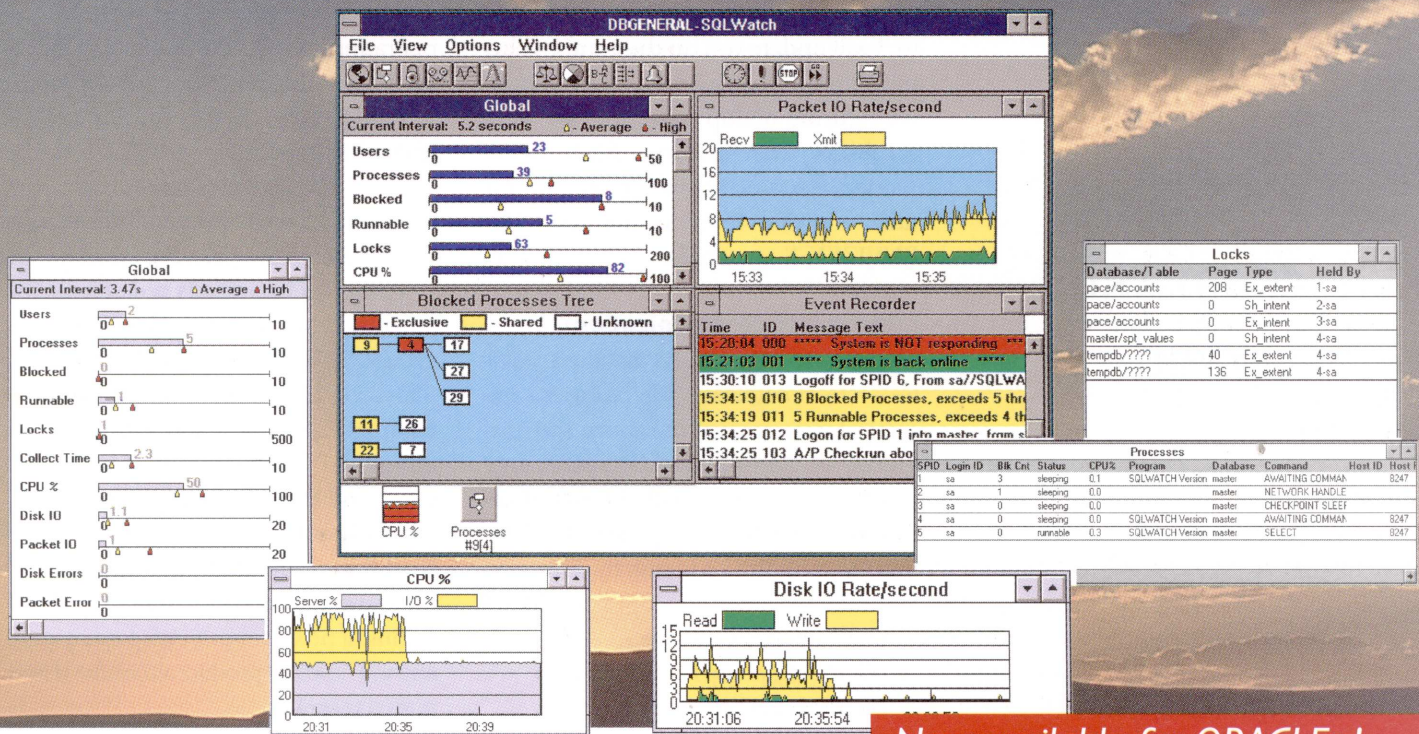 DBGENERAL-SQLWatch
File View Options Window Help
STOP GO
Global
Current Interval: 5.2 seconds - Average - High
Users 23 0 50
Processes 39 0 100
Blocked 8 0 10
Runnable 5 0 10
Locks 63 0 200
CPU % 82 0 100
Packet IO Rate/second
Recv Xmit
20
16
12
8
4
0
15:33 15:34 15:35
Blocked Processes Tree
- Exclusive - Shared - Unknown
9 4 17
27
29
11 26
22 7
Event Recorder
Time ID Message Text
15:20:04 000 ***** System is NOT responding ***
15:21:03 001 ***** System is back online *****
15:30:10 013 Logoff for SPID 6, From sa//SQLWA
15:34:19 010 8 Blocked Processes, exceeds 5 thr
15:34:19 011 5 Runnable Processes, exceeds 4 th
15:34:25 012 Logon for SPID 1 into master, from s
15:34:25 103 A/P Checkrun abo
CPU %
Processes
#9[4]
Global
Current Interval: 3.47s Average High
Users 2 0 10
Processes 5 0 10
Blocked 0 0 10
Runnable 1 0 10
Locks 1 0 500
Collect Time 2.3 0 10
CPU % 50 0 100
Disk IO 1.1 0 20
Packet IO 1 0 20
Disk Errors 0 0
Packet Error 0 0
Locks
Database/Table Page Type Held By
pace/accounts 208 Ex_extent 1-sa
pace/accounts 0 Sh_intent 2-sa
pace/accounts 0 Ex_intent 3-sa
master/spt_values 0 Sh_intent 4-sa
tempdb/???? 40 Ex_extent 4-sa
tempdb/???? 136 Ex_extent 4-sa
Processes
SPID Login ID Blk Cnt Status CPU% Program Database Command Host ID Host
1 sa 3 sleeping 0.1 SQLWATCH Version master AWAITING COMMAN 8247
2 sa 1 sleeping 0.0 master NETWORK HANDLE
3 sa 0 sleeping 0.0 master CHECKPOINT SLEEF
4 sa 0 sleeping 0.0 SQLWATCH Version master AWAITING COMMAN 8247
5 sa 0 runnable 0.3 SQLWATCH Version master SELECT 8247
CPU %
Server % I/O %
100
80
60
40
20
0
20:31 20:35 20:39
Disk IO Rate/second
Read Write
15
12
9
6
3
0
20:31:06 20:35:54